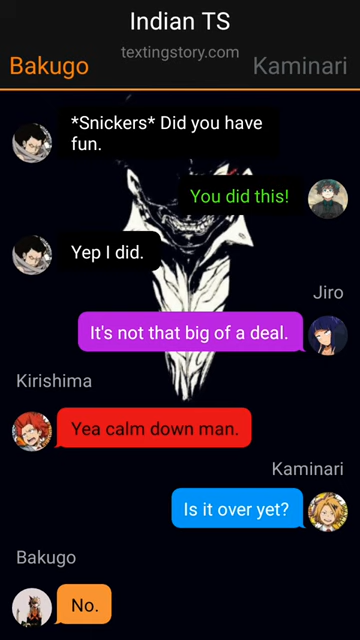 Indian TS
textingstory.com
Bakugo
Kaminari
*Snickers* Did you have
fun.
You did this!
Yep I did.
Jiro
It's not that big of a deal.
Kirishima
Yea calm down man.
Kaminari
Is it over yet?
Bakugo
No.